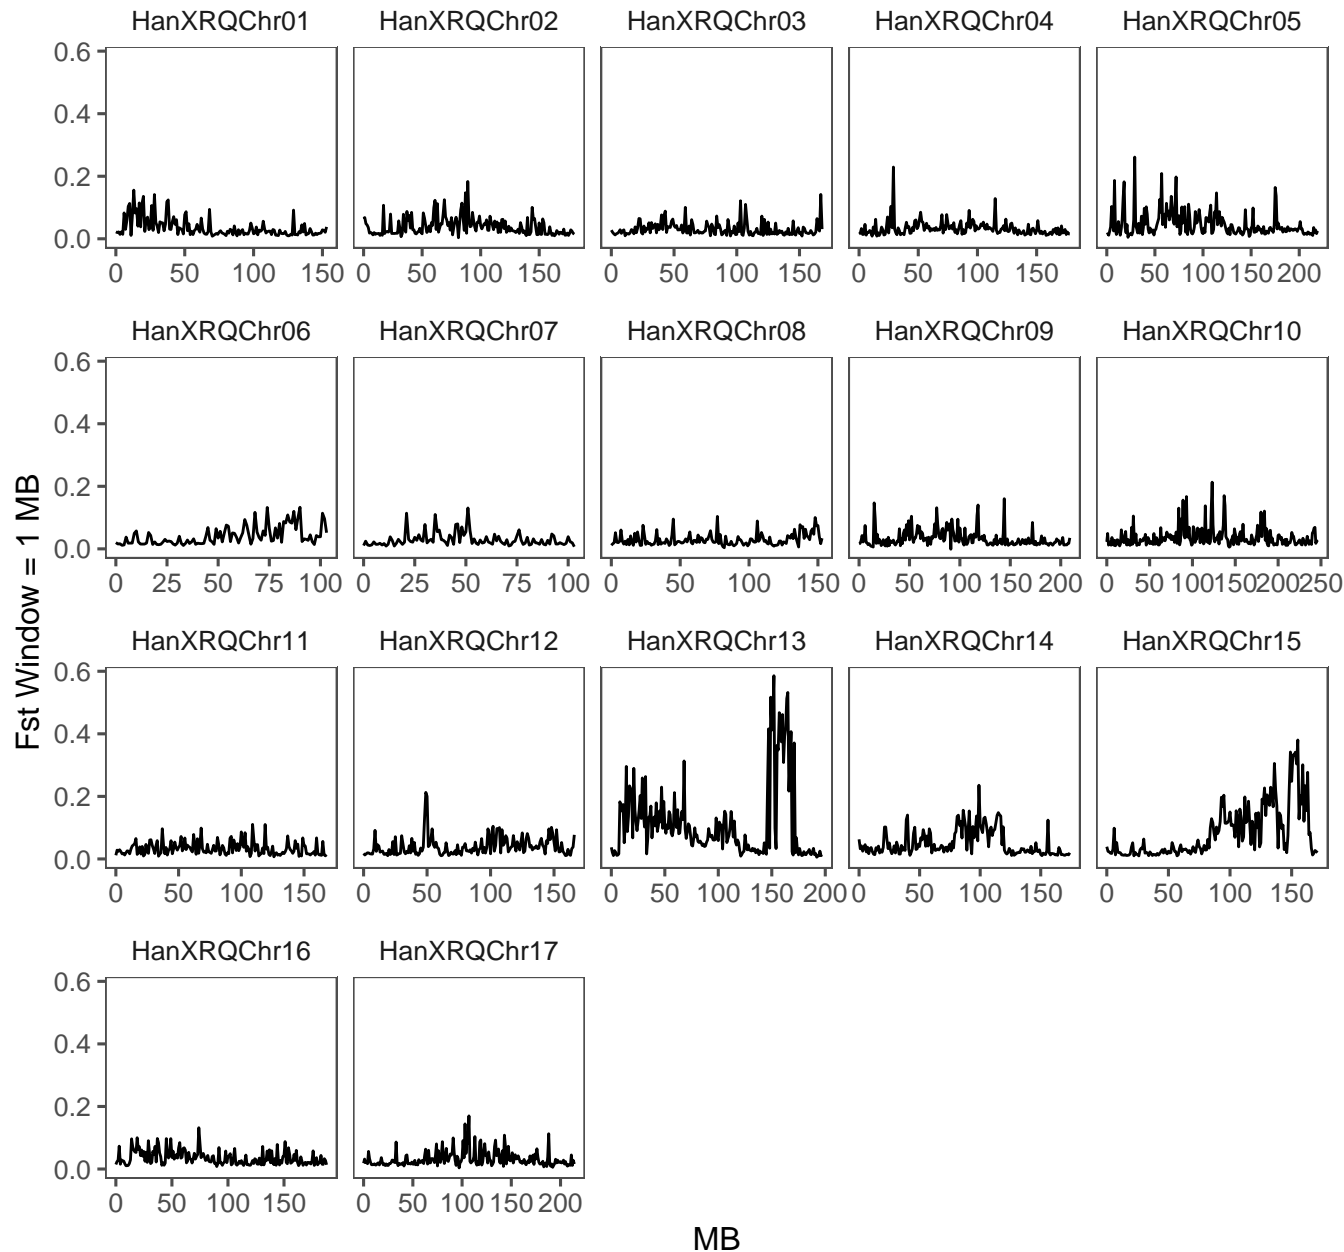 HanXRQChr01 HanXRQChr02 HanXRQChr03 HanXRQChr04 HanXRQChr05
0.6
0.4
0.2
0.0
0 50 100 150 0 50 100 150 0 50 100 150 0 50 100 150 0 50 100 150 200
HanXRQChr06 HanXRQChr07 HanXRQChr08 HanXRQChr09 HanXRQChr10
0.6
0.4
0.2
0.0
0 25 50 75 100 0 25 50 75 100 0 50 100 150 0 50 100 150 200 0 50 100 150 200 250
Fst Window = 1 MB
HanXRQChr11 HanXRQChr12 HanXRQChr13 HanXRQChr14 HanXRQChr15
0.6
0.4
0.2
0.0
0 50 100 150 0 50 100 150 0 50 100 150 200 0 50 100 150 0 50 100 150
HanXRQChr16 HanXRQChr17
0.6
0.4
0.2
0.0
0 50 100 150 0 50 100 150 200
MB